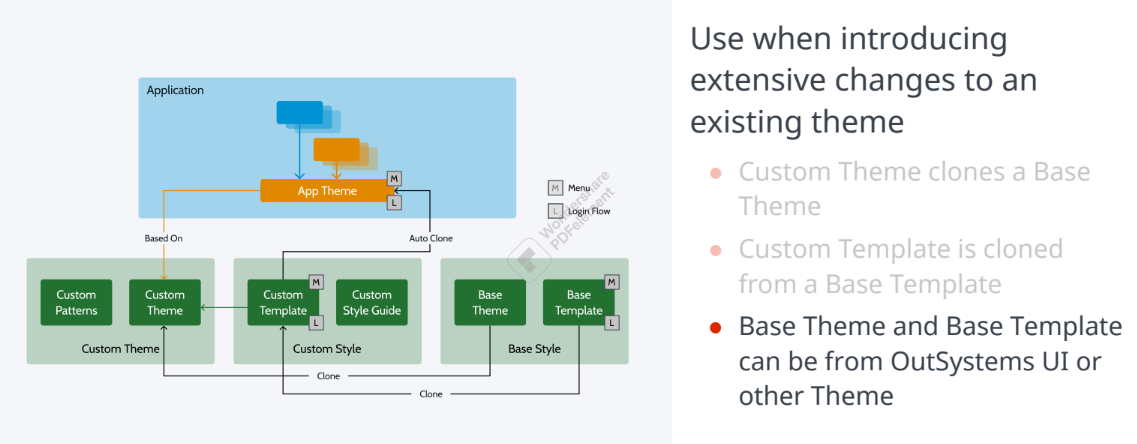 Application
App Theme
M
L
M Menu
L Login Flow
Wondershare
PDFelement
Based On
Auto Clone
Custom
Patterns
Custom
Theme
Custom Theme
Custom
Template
M
L
Custom
Style Guide
Custom Style
Base
Theme
Base
Template
M
L
Base Style
Clone
Clone
Use when introducing
extensive changes to an
existing theme
• Custom Theme clones a Base
Theme
• Custom Template is cloned
from a Base Template
• Base Theme and Base Template
can be from OutSystems UI or
other Theme